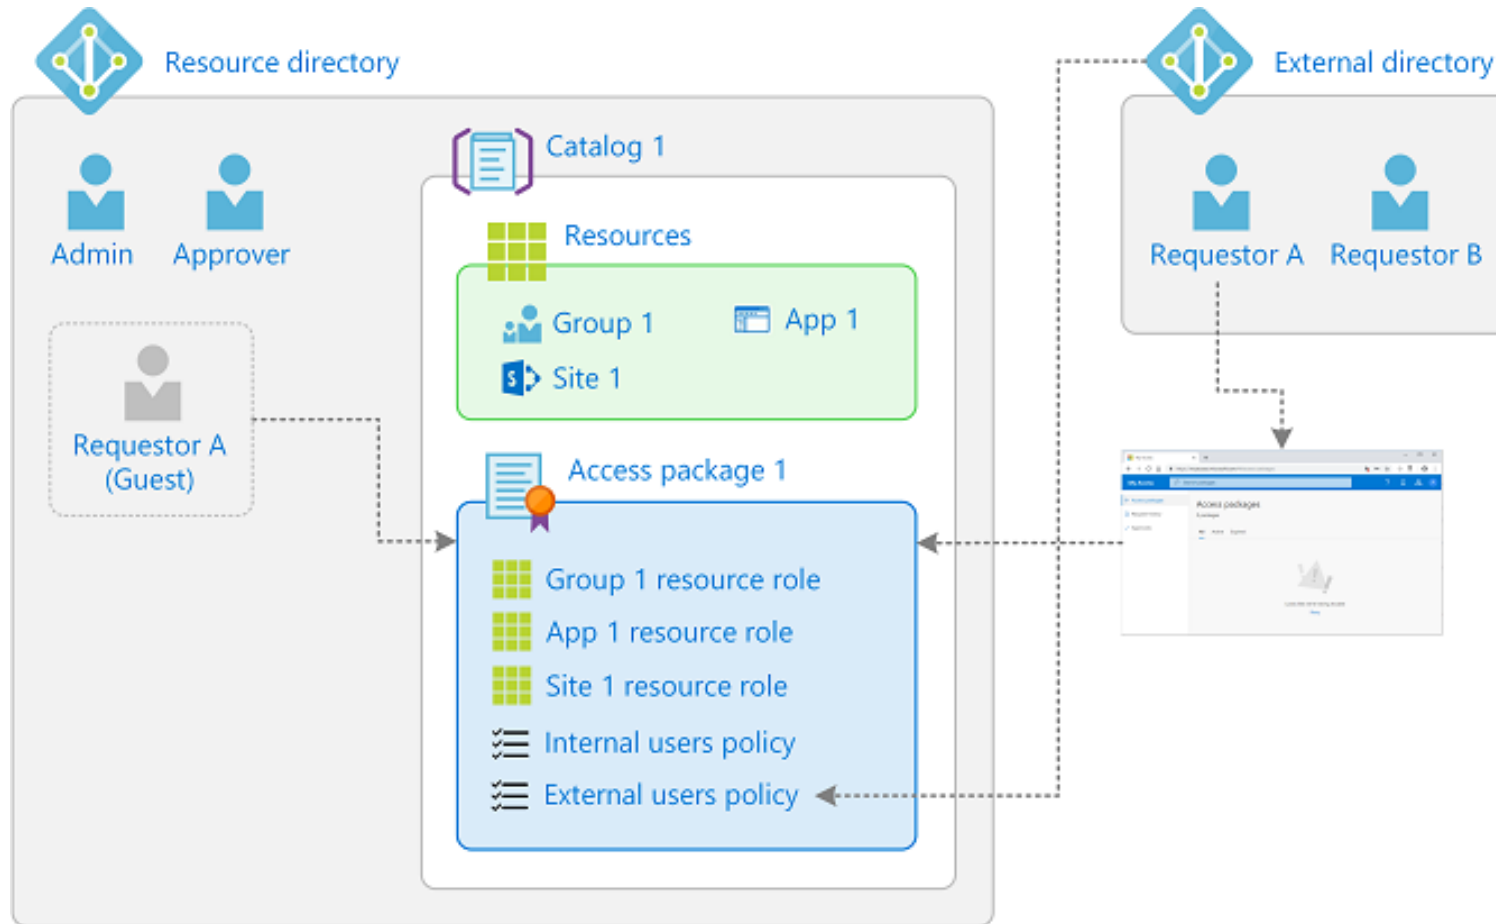 Resource directory
External directory
Catalog 1
Admin
Approver
Resources
Group 1
App 1
Site 1
Requestor A
(Guest)
Access package 1
Group 1 resource role
App 1 resource role
Site 1 resource role
Internal users policy
External users policy
Requestor A
Requestor B
Access packages